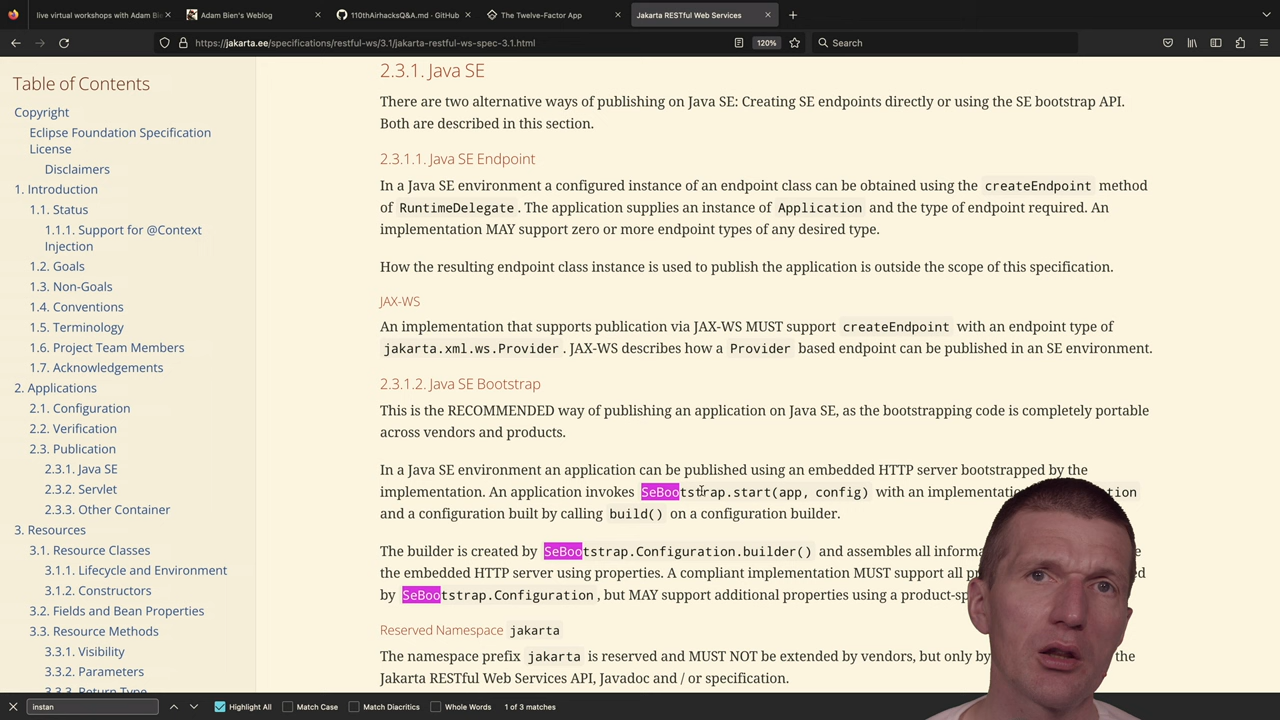 live virtual workshops with Adam Bie
Adam Bien's Weblog
110thAirhacksQ&A.md · GitHub
The Twelve-Factor App
Jakarta RESTful Web Services
https://jakarta.ee/specifications/restful-ws/3.1/jakarta-restful-ws-spec-3.1.html
120%
Search
Table of Contents
Copyright
Eclipse Foundation Specification
License
Disclaimers
1. Introduction
1.1. Status
1.1.1. Support for @Context
Injection
1.2. Goals
1.3. Non-Goals
1.4. Conventions
1.5. Terminology
1.6. Project Team Members
1.7. Acknowledgements
2. Applications
2.1. Configuration
2.2. Verification
2.3. Publication
2.3.1. Java SE
2.3.2. Servlet
2.3.3. Other Container
3. Resources
3.1. Resource Classes
3.1.1. Lifecycle and Environment
3.1.2. Constructors
3.2. Fields and Bean Properties
3.3. Resource Methods
3.3.1. Visibility
3.3.2. Parameters
3.3.3. Return Type
2.3.1. Java SE
There are two alternative ways of publishing on Java SE: Creating SE endpoints directly or using the SE bootstrap API.
Both are described in this section.
2.3.1.1. Java SE Endpoint
In a Java SE environment a configured instance of an endpoint class can be obtained using the createEndpoint method
of RuntimeDelegate. The application supplies an instance of Application and the type of endpoint required. An
implementation MAY support zero or more endpoint types of any desired type.
How the resulting endpoint class instance is used to publish the application is outside the scope of this specification.
JAX-WS
An implementation that supports publication via JAX-WS MUST support createEndpoint with an endpoint type of
jakarta.xml.ws.Provider. JAX-WS describes how a Provider based endpoint can be published in an SE environment.
2.3.1.2. Java SE Bootstrap
This is the RECOMMENDED way of publishing an application on Java SE, as the bootstrapping code is completely portable
across vendors and products.
In a Java SE environment an application can be published using an embedded HTTP server bootstrapped by the
implementation. An application invokes SeBootstrap.start(app, config) with an implementati tion
and a configuration built by calling build() on a configuration builder.
The builder is created by SeBootstrap.Configuration.builder() and assembles all informa e
the embedded HTTP server using properties. A compliant implementation MUST support all pr ed
by SeBootstrap.Configuration, but MAY support additional properties using a product-sp
Reserved Namespace jakarta
The namespace prefix jakarta is reserved and MUST NOT be extended by vendors, but only by the
Jakarta RESTful Web Services API, Javadoc and / or specification.
instan
Highlight All
Match Case
Match Diacritics
Whole Words
1 of 3 matches